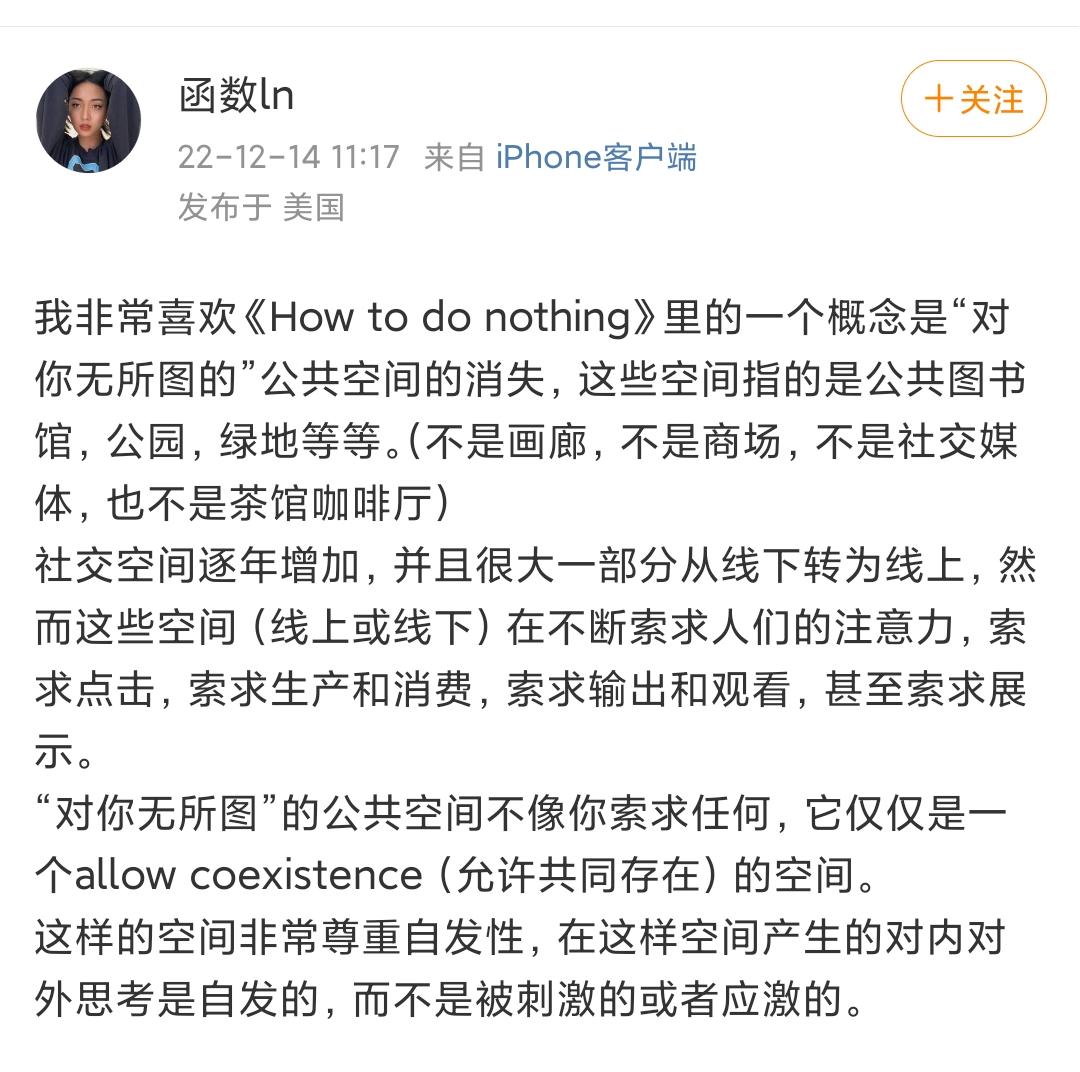 函数ln
+关注
22-12-14 11:17 来自 iPhone客户端
发布于 美国
我非常喜欢《How to do nothing》里的一个概念是“对
你无所图的”公共空间的消失，这些空间指的是公共图书
馆，公园，绿地等等。(不是画廊，不是商场，不是社交媒
体，也不是茶馆咖啡厅)
社交空间逐年增加，并且很大一部分从线下转为线上，然
而这些空间（线上或线下）在不断索求人们的注意力，索
求点击，索求生产和消费，索求输出和观看，甚至索求展
示。
“对你无所图”的公共空间不像你索求任何，它仅仅是一
个allow coexistence（允许共同存在）的空间。
这样的空间非常尊重自发性，在这样空间产生的对内对
外思考是自发的，而不是被刺激的或者应激的。